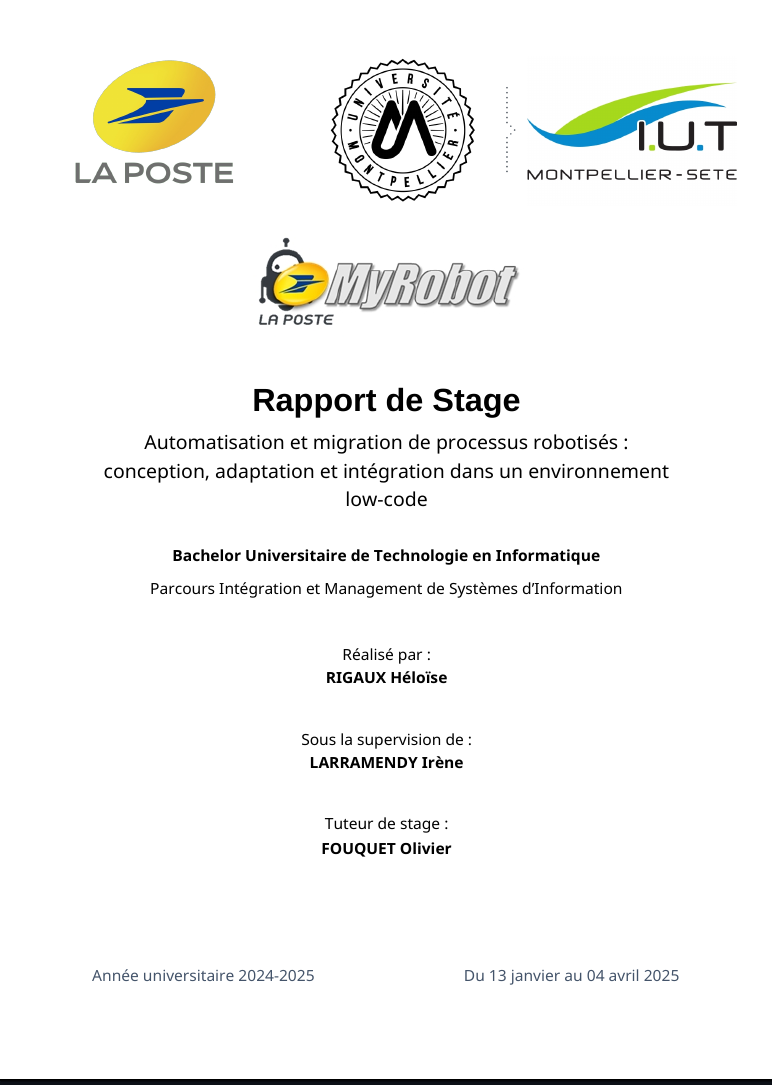 LA POSTE
UNIVERSITÉ
MONTPELLIER
I.U.T
MONTPELLIER-SETE
MyRobot
LA POSTE
Rapport de Stage
Automatisation et migration de processus robotisés :
conception, adaptation et intégration dans un environnement
low-code
Bachelor Universitaire de Technologie en Informatique
Parcours Intégration et Management de Systèmes d’Information
Réalisé par :
RIGAUX Héloïse
Sous la supervision de :
LARRAMENDY Irène
Tuteur de stage :
FOUQUET Olivier
Année universitaire 2024-2025 Du 13 janvier au 04 avril 2025